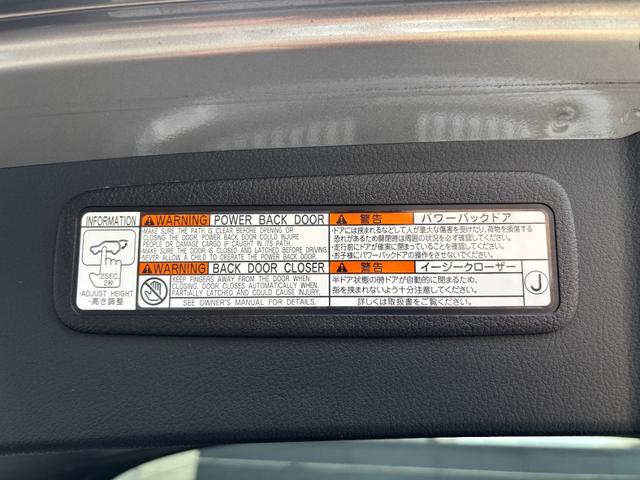 INFORMATION
2SEC.
2秒
・ADJUST HEIGHT
・高さ調整
WARNING POWER BACK DOOR
・MAKE SURE THE PATH IS CLEAR BEFORE OPENING OR
CLOSING THE DOOR. POWER BACK DOOR COULD INJURE
PEOPLE OR DAMAGE CARGO IF CAUGHT IN ITS PATH.
・MAKE SURE THE DOOR IS CLOSED AND LATCHED BEFORE DRIVING.
・NEVER ALLOW A CHILD TO OPERATE THE POWER BACK DOOR.
警告 パワーバックドア
・ドアにはさまれるなどして人が重大な傷害を受けたり、荷物を損傷する
恐れがあるため開閉時は周囲の状況を必ず確認してください。
・走行前にドアが確実に閉まっていることを確認してください。
・お子様にパワーバックドアの操作をさせないでください。
WARNING BACK DOOR CLOSER
KEEP FINGERS AWAY FROM THE DOOR WHEN
CLOSING. DOOR CLOSES AUTOMATICALLY WHEN
PARTIALLY LATCHED AND COULD CAUSE INJURY.
SEE OWNER'S MANUAL FOR DETAILS.
警告 イージークローザー
半ドア状態の時ドアが自動的に閉まるため、
指を挟まれないよう十分注意してください。
詳しくは取扱書をご覧ください。
J